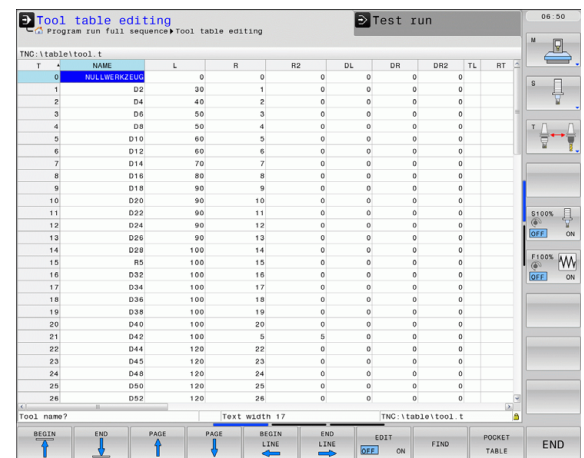 Tool table editing
Program run full sequence▸Tool table editing
Test run
06:50
TNC:\table\tool.t
T NAME L R R2 DL DR DR2 TL RT
0 NULLWERKZEUG 0 0 0 0 0 0
1 D2 30 1 0 0 0 0
2 D4 40 2 0 0 0 0
3 D6 50 3 0 0 0 0
4 D8 50 4 0 0 0 0
5 D10 60 5 0 0 0 0
6 D12 60 6 0 0 0 0
7 D14 70 7 0 0 0 0
8 D16 80 8 0 0 0 0
9 D18 90 9 0 0 0 0
10 D20 90 10 0 0 0 0
11 D22 90 11 0 0 0 0
12 D24 90 12 0 0 0 0
13 D26 90 13 0 0 0 0
14 D28 100 14 0 0 0 0
15 R5 100 15 0 0 0 0
16 D32 100 16 0 0 0 0
17 D34 100 17 0 0 0 0
18 D36 100 18 0 0 0 0
19 D38 100 19 0 0 0 0
20 D40 100 20 0 0 0 0
21 D42 100 5 5 0 0 0
22 D44 120 22 0 0 0 0
23 D45 120 23 0 0 0 0
24 D48 120 24 0 0 0 0
25 D50 120 25 0 0 0 0
26 D52 120 26 0 0 0 0
Tool name? Text width 17 TNC:\table\tool.t
M
S
T
S100%
OFF ON
F100%
OFF ON
BEGIN
END
PAGE
PAGE
BEGIN
LINE
END
LINE
EDIT
OFF ON
FIND
POCKET
TABLE
END